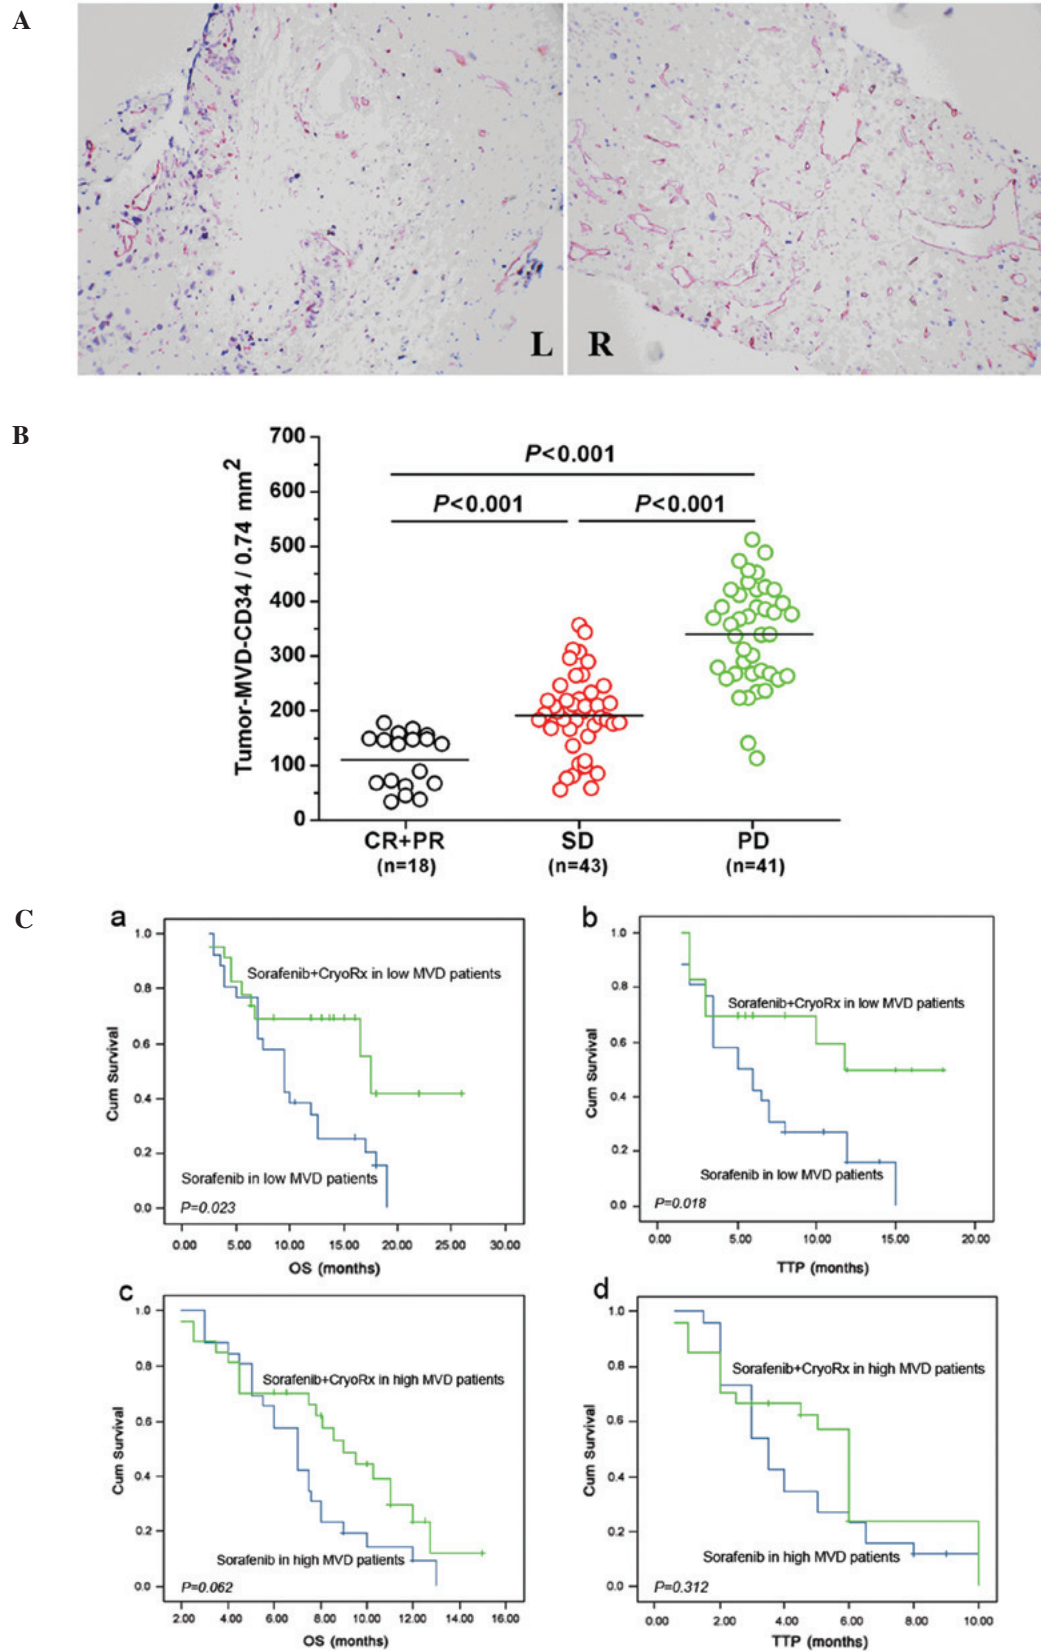 A
L
R
B
Tumor-MVD-CD34 / 0.74 mm²
700
600
500
400
300
200
100
0
P<0.001
P<0.001
P<0.001
CR+PR
SD
PD
(n=18)
(n=43)
(n=41)
C
a
Cum Survival
1.0
0.8
0.6
0.4
0.2
0.0
Sorafenib+CryoRx in low MVD patients
Sorafenib in low MVD patients
P=0.023
0.00 5.00 10.00 15.00 20.00 25.00 30.00
OS (months)
b
Cum Survival
1.0
0.8
0.6
0.4
0.2
0.0
Sorafenib+CryoRx in low MVD patients
Sorafenib in low MVD patients
P=0.018
0.00 5.00 10.00 15.00 20.00
TTP (months)
c
Cum Survival
1.0
0.8
0.6
0.4
0.2
0.0
Sorafenib+CryoRx in high MVD patients
Sorafenib in high MVD patients
P=0.062
2.00 4.00 6.00 8.00 10.00 12.00 14.00 16.00
OS (months)
d
Cum Survival
1.0
0.8
0.6
0.4
0.2
0.0
Sorafenib+CryoRx in high MVD patients
Sorafenib in high MVD patients
P=0.312
0.00 2.00 4.00 6.00 8.00 10.00
TTP (months)